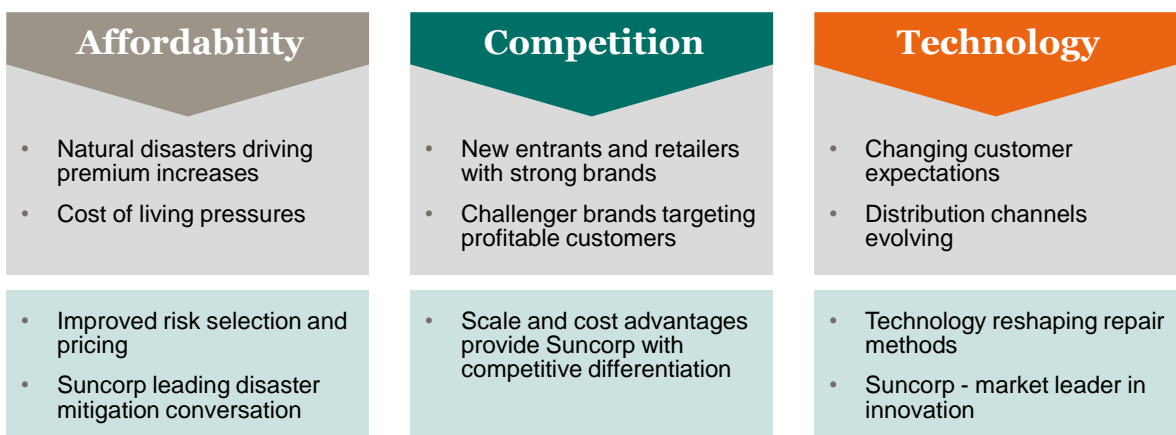 Affordability
• Natural disasters driving
premium increases
• Cost of living pressures
• Improved risk selection and
pricing
• Suncorp leading disaster
mitigation conversation
Competition
• New entrants and retailers
with strong brands
• Challenger brands targeting
profitable customers
• Scale and cost advantages
provide Suncorp with
competitive differentiation
Technology
• Changing customer
expectations
• Distribution channels
evolving
• Technology reshaping repair
methods
• Suncorp - market leader in
innovation